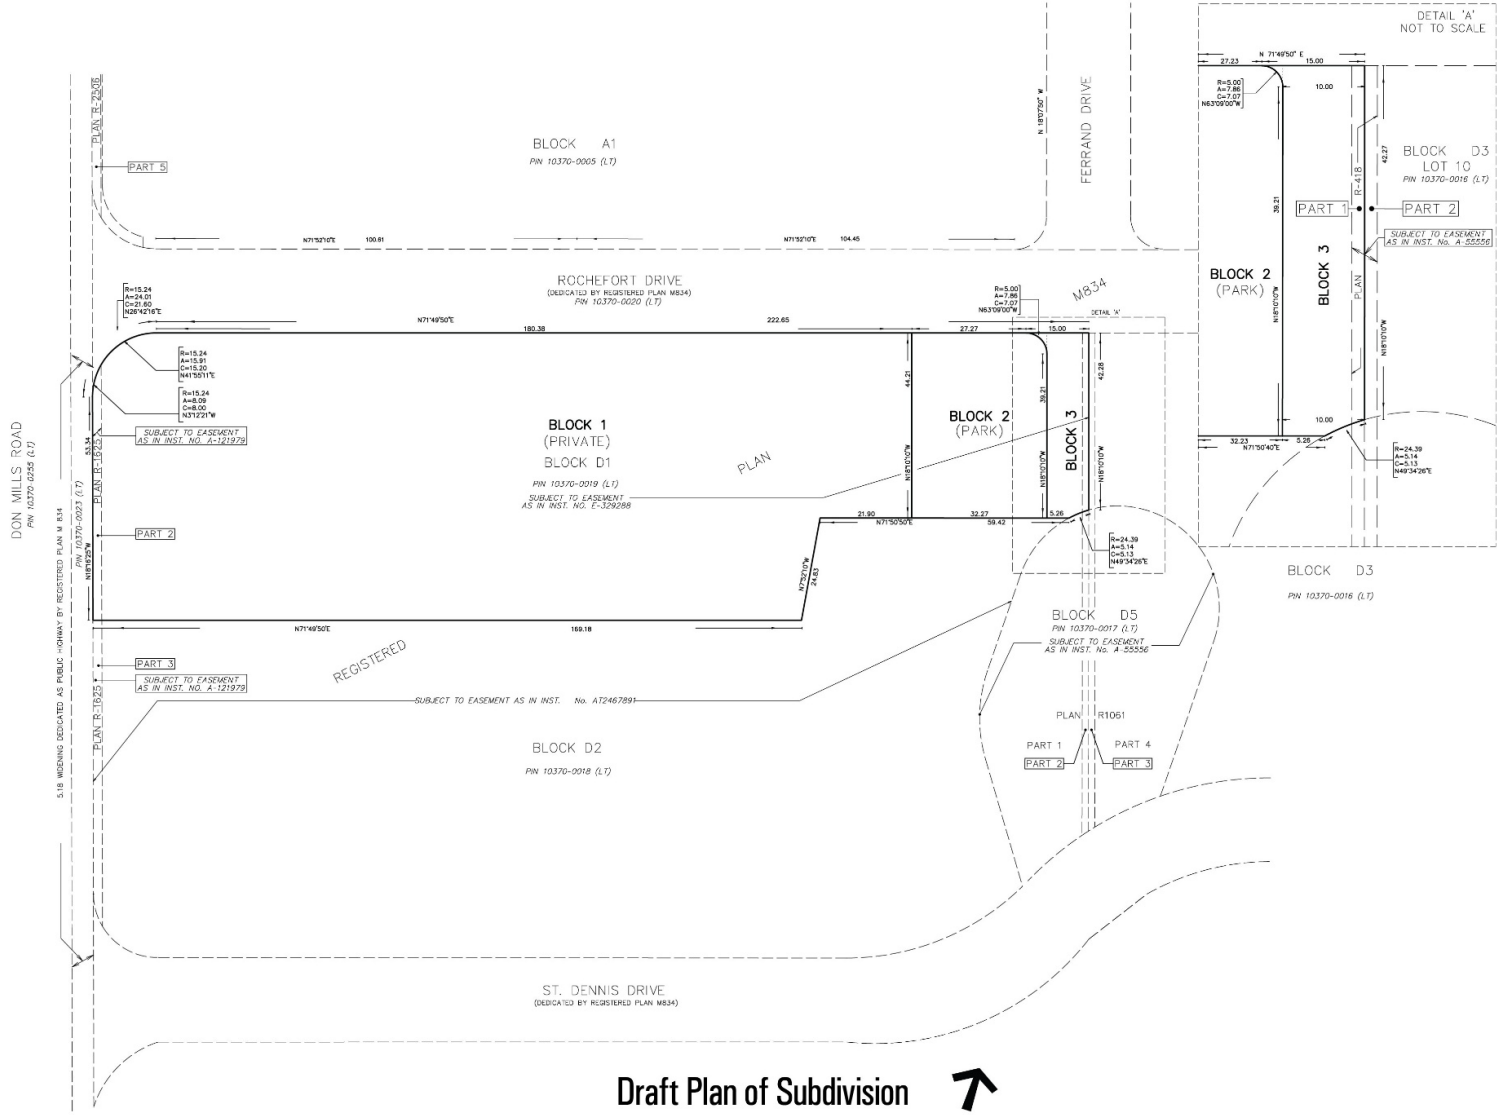 DETAIL 'A'
NOT TO SCALE
N 71°49'50" E
27.23
15.00
R=5.00
A=7.86
C=7.07
N63°09'00"W
10.00
39.21
N18°10'10"W
BLOCK 2
(PARK)
BLOCK 3
R-418
PLAN
42.27
N18°10'10"W
BLOCK D3
LOT 10
PIN 10370-0016 (LT)
PART 1
PART 2
SUBJECT TO EASEMENT
AS IN INST. No. A-55556
10.00
32.23
5.26
N71°50'40"E
R=24.39
A=5.14
C=5.13
N49°34'26"E
BLOCK D3
PIN 10370-0016 (LT)
PLAN R-2506
PART 5
BLOCK A1
PIN 10370-0005 (LT)
N 18°07'50" W
FERRAND DRIVE
N71°52'10"E
100.81
N71°52'10"E
104.45
ROCHEFORT DRIVE
(DEDICATED BY REGISTERED PLAN M834)
PIN 10370-0020 (LT)
M834
R=15.24
A=24.01
C=21.60
N26°42'16"E
N71°49'50"E
222.65
180.38
27.27
15.00
R=5.00
A=7.86
C=7.07
N63°09'00"W
DETAIL 'A'
R=15.24
A=15.91
C=15.20
N41°55'11"E
R=15.24
A=8.09
C=8.00
N3°12'21"W
SUBJECT TO EASEMENT
AS IN INST. NO. A-121979
DON MILLS ROAD
PIN 10370-0255 (LT)
5.18 WIDENING DEDICATED AS PUBLIC HIGHWAY BY REGISTERED PLAN M 834
PIN 10370-0023 (LT)
53.34
N18°16'25"W
PLAN R-1625
PART 2
BLOCK 1
(PRIVATE)
BLOCK D1
PIN 10370-0019 (LT)
SUBJECT TO EASEMENT
AS IN INST. NO. E-329288
PLAN
44.21
N18°10'10"W
BLOCK 2
(PARK)
39.21
N18°10'10"W
BLOCK 3
42.28
N18°10'10"W
21.90
32.27
5.26
N71°50'50"E
59.42
R=24.39
A=5.14
C=5.13
N49°34'26"E
N7°52'10"W
24.83
N71°49'50"E
169.18
REGISTERED
PART 3
SUBJECT TO EASEMENT
AS IN INST. NO. A-121979
PLAN R-1625
SUBJECT TO EASEMENT AS IN INST. No. AT2467891
BLOCK D2
PIN 10370-0018 (LT)
BLOCK D5
PIN 10370-0017 (LT)
SUBJECT TO EASEMENT
AS IN INST. No. A-55556
PLAN R1061
PART 1
PART 4
PART 2
PART 3
ST. DENNIS DRIVE
(DEDICATED BY REGISTERED PLAN M834)
Draft Plan of Subdivision